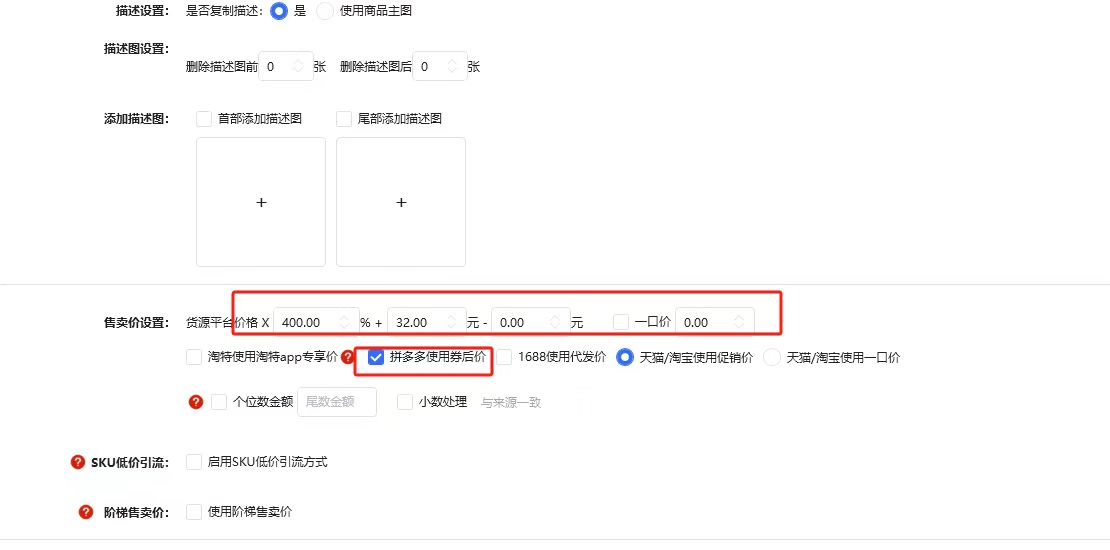 描述设置: 是否复制描述: 是 使用商品主图
描述图设置:
删除描述图前 0 张 删除描述图后 0 张
添加描述图: 首部添加描述图 尾部添加描述图
+ +
售卖价设置: 货源平台价格 X 400.00 % + 32.00 元 - 0.00 元 一口价 0.00
淘特使用淘特app专享价 ? 拼多多使用券后价 1688使用代发价 天猫/淘宝使用促销价 天猫/淘宝使用一口价
? 个位数金额 尾数金额 小数处理 与来源一致
? SKU低价引流: 启用SKU低价引流方式
? 阶梯售卖价: 使用阶梯售卖价